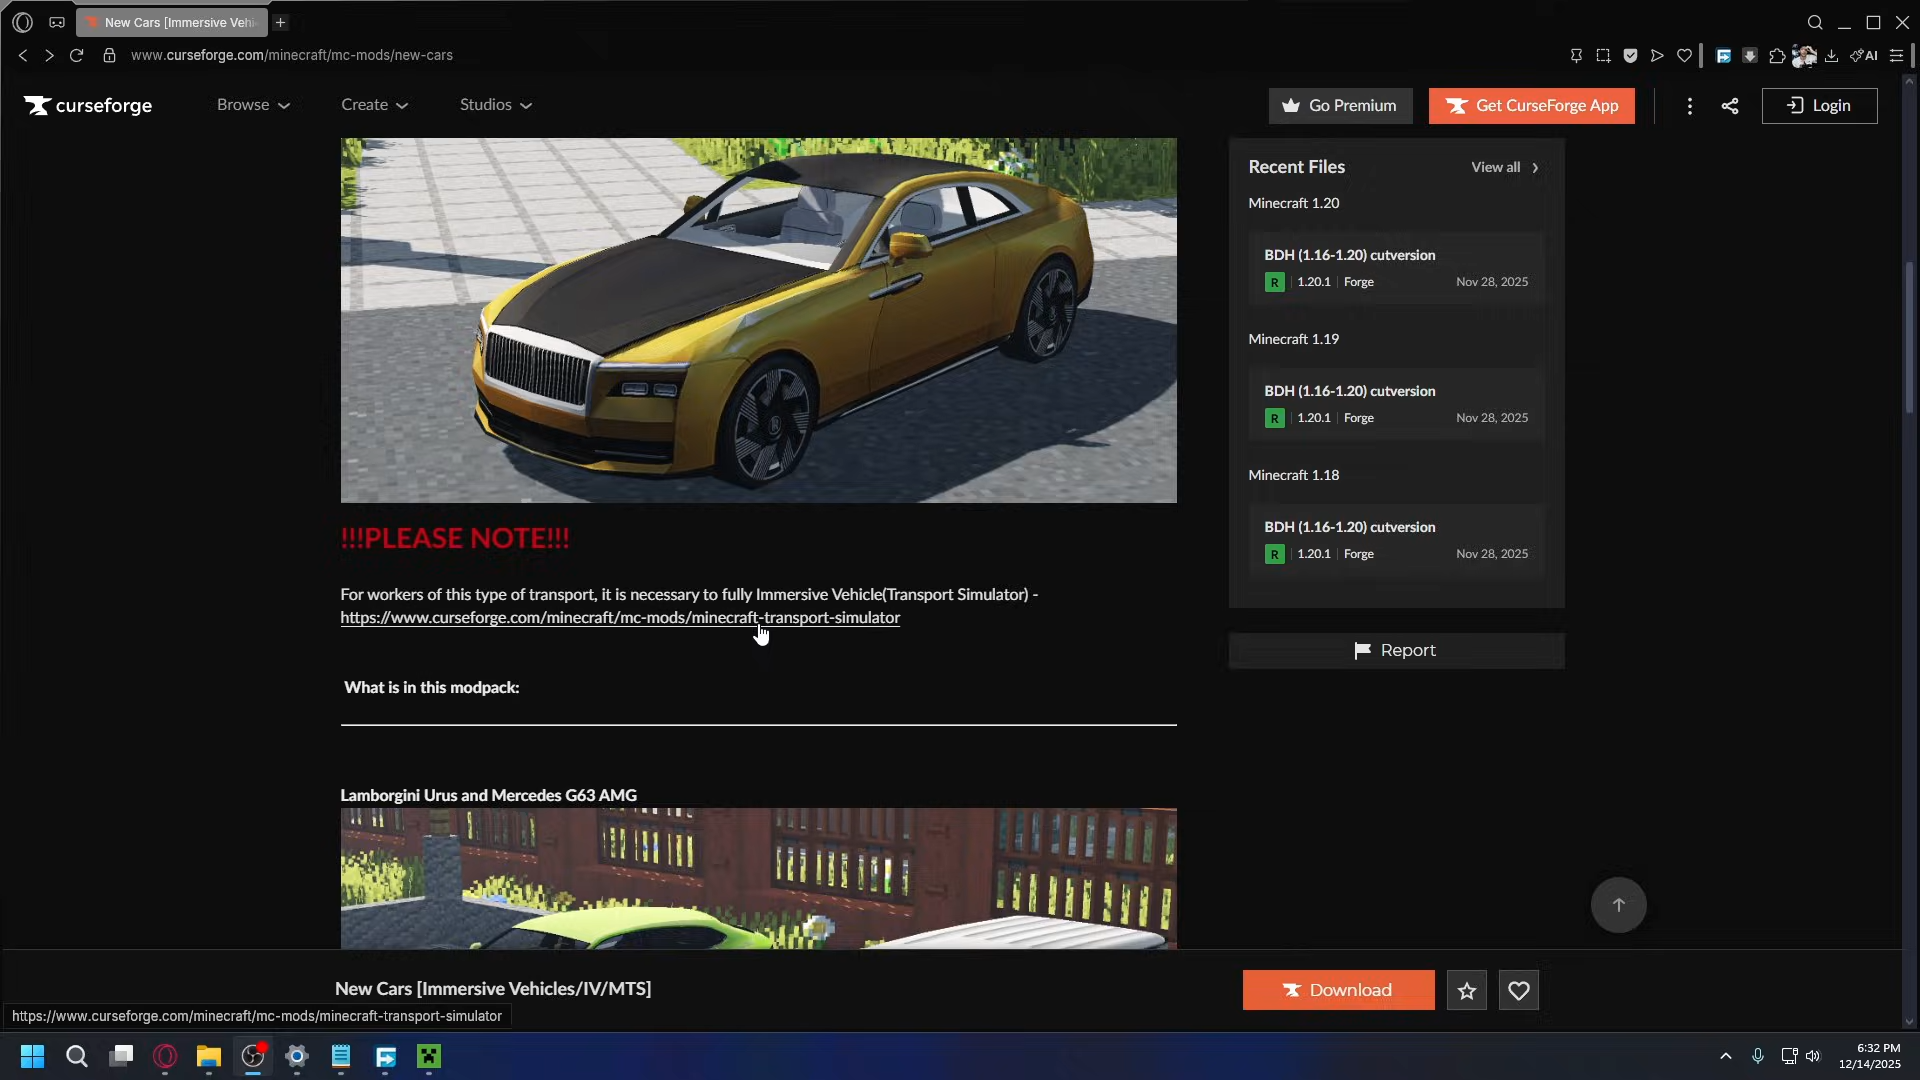 New Cars [Immersive Vehi
www.curseforge.com/minecraft/mc-mods/new-cars
AI
curseforge
Browse
Create
Studios
Go Premium
Get CurseForge App
Login
Recent Files
View all
Minecraft 1.20
BDH (1.16-1.20) cutversion
R 1.20.1 Forge Nov 28, 2025
Minecraft 1.19
BDH (1.16-1.20) cutversion
R 1.20.1 Forge Nov 28, 2025
Minecraft 1.18
BDH (1.16-1.20) cutversion
R 1.20.1 Forge Nov 28, 2025
Report
!!!PLEASE NOTE!!!
For workers of this type of transport, it is necessary to fully Immersive Vehicle(Transport Simulator) -
https://www.curseforge.com/minecraft/mc-mods/minecraft-transport-simulator
What is in this modpack:
Lamborgini Urus and Mercedes G63 AMG
New Cars [Immersive Vehicles/IV/MTS]
Download
https://www.curseforge.com/minecraft/mc-mods/minecraft-transport-simulator
6:32 PM
12/14/2025